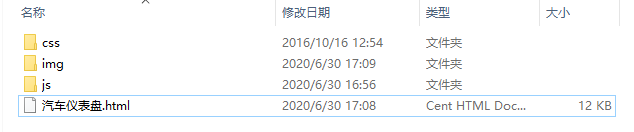 名称 修改日期 类型 大小
css 2016/10/16 12:54 文件夹
img 2020/6/30 17:09 文件夹
js 2020/6/30 16:56 文件夹
汽车仪表盘.html 2020/6/30 17:08 Cent HTML Doc... 12 KB